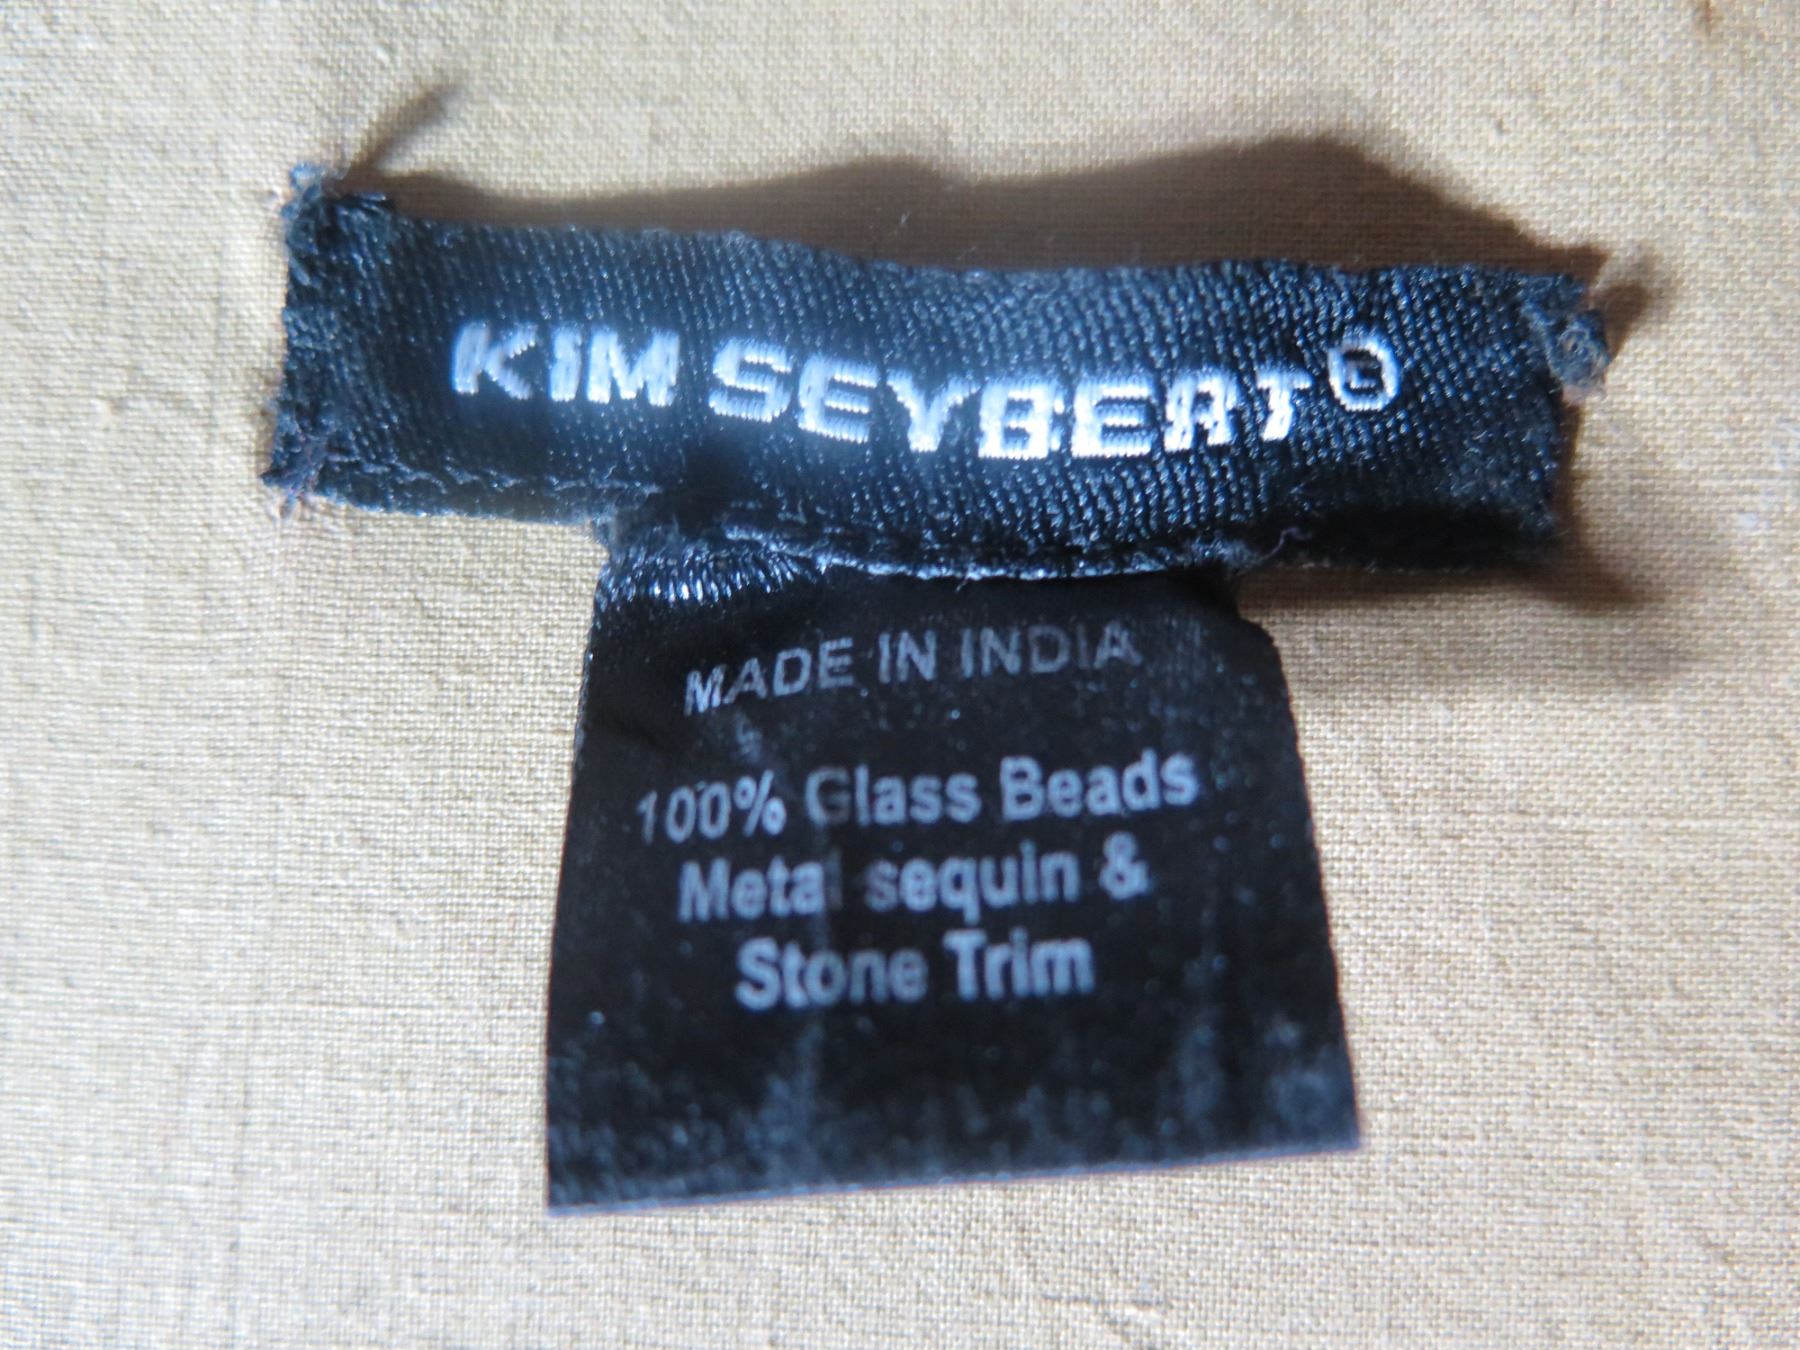 KIM SEYBERT©
MADE IN INDIA
100% Glass Beads
Metal sequin &
Stone Trim